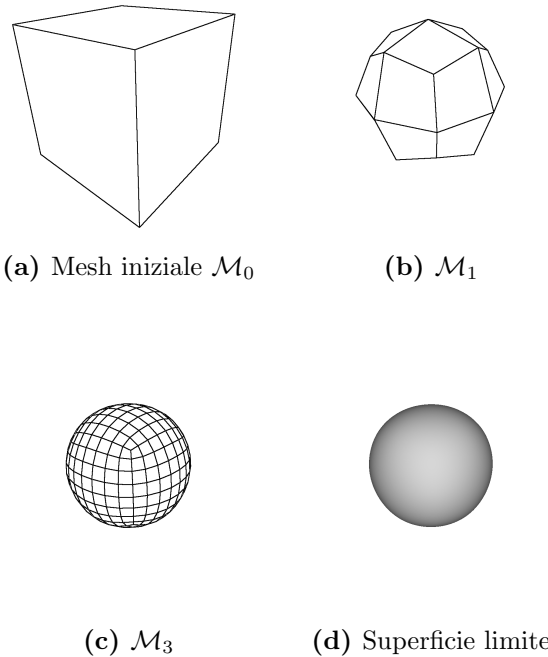 (a) Mesh iniziale $\mathcal{M}_0$
(b) $\mathcal{M}_1$
(c) $\mathcal{M}_3$
(d) Superficie limite